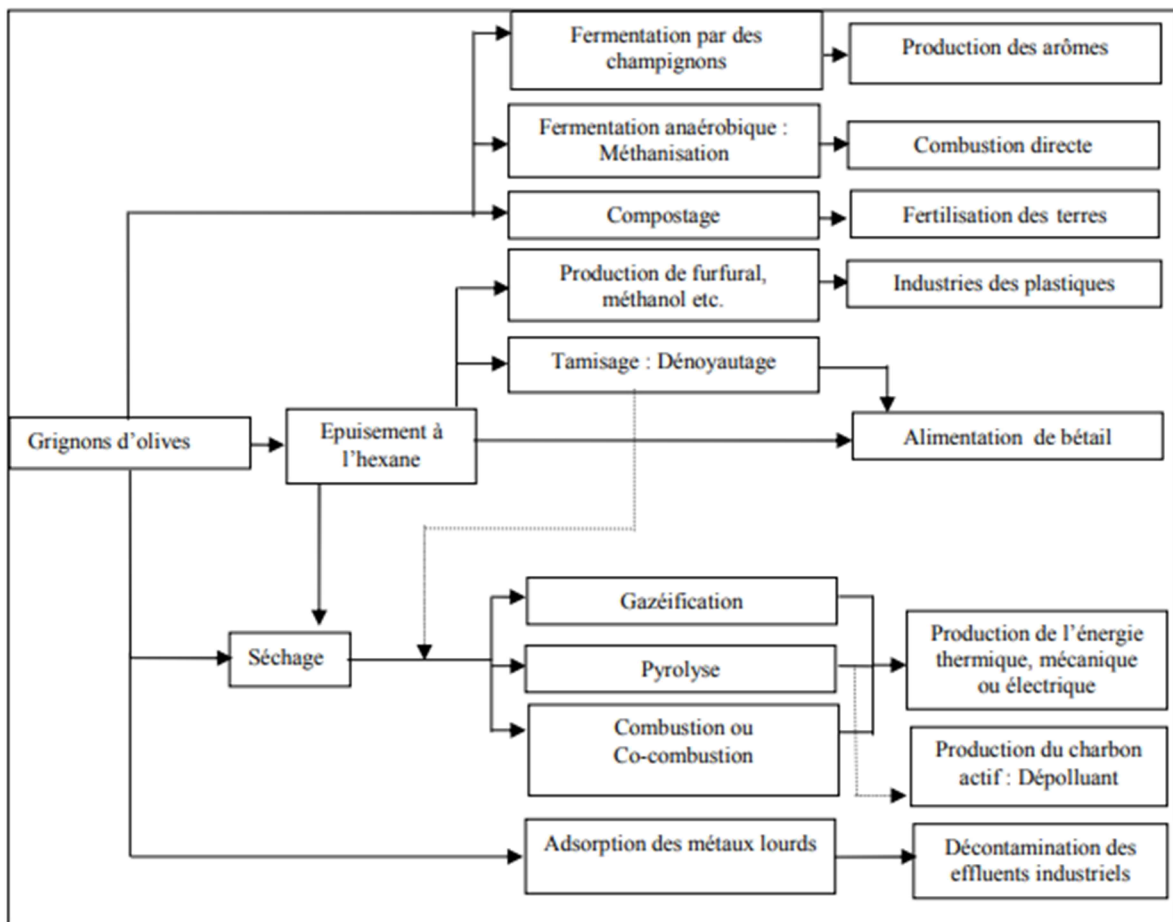 Fermentation par des
champignons
Production des arômes
Fermentation anaérobique :
Méthanisation
Combustion directe
Compostage
Fertilisation des terres
Production de furfural,
méthanol etc.
Industries des plastiques
Tamisage : Dénoyautage
Grignons d’olives
Epuisement à
l’hexane
Alimentation de bétail
Gazéification
Séchage
Pyrolyse
Production de l’énergie
thermique, mécanique
ou électrique
Combustion ou
Co-combustion
Production du charbon
actif : Dépolluant
Adsorption des métaux lourds
Décontamination des
effluents industriels